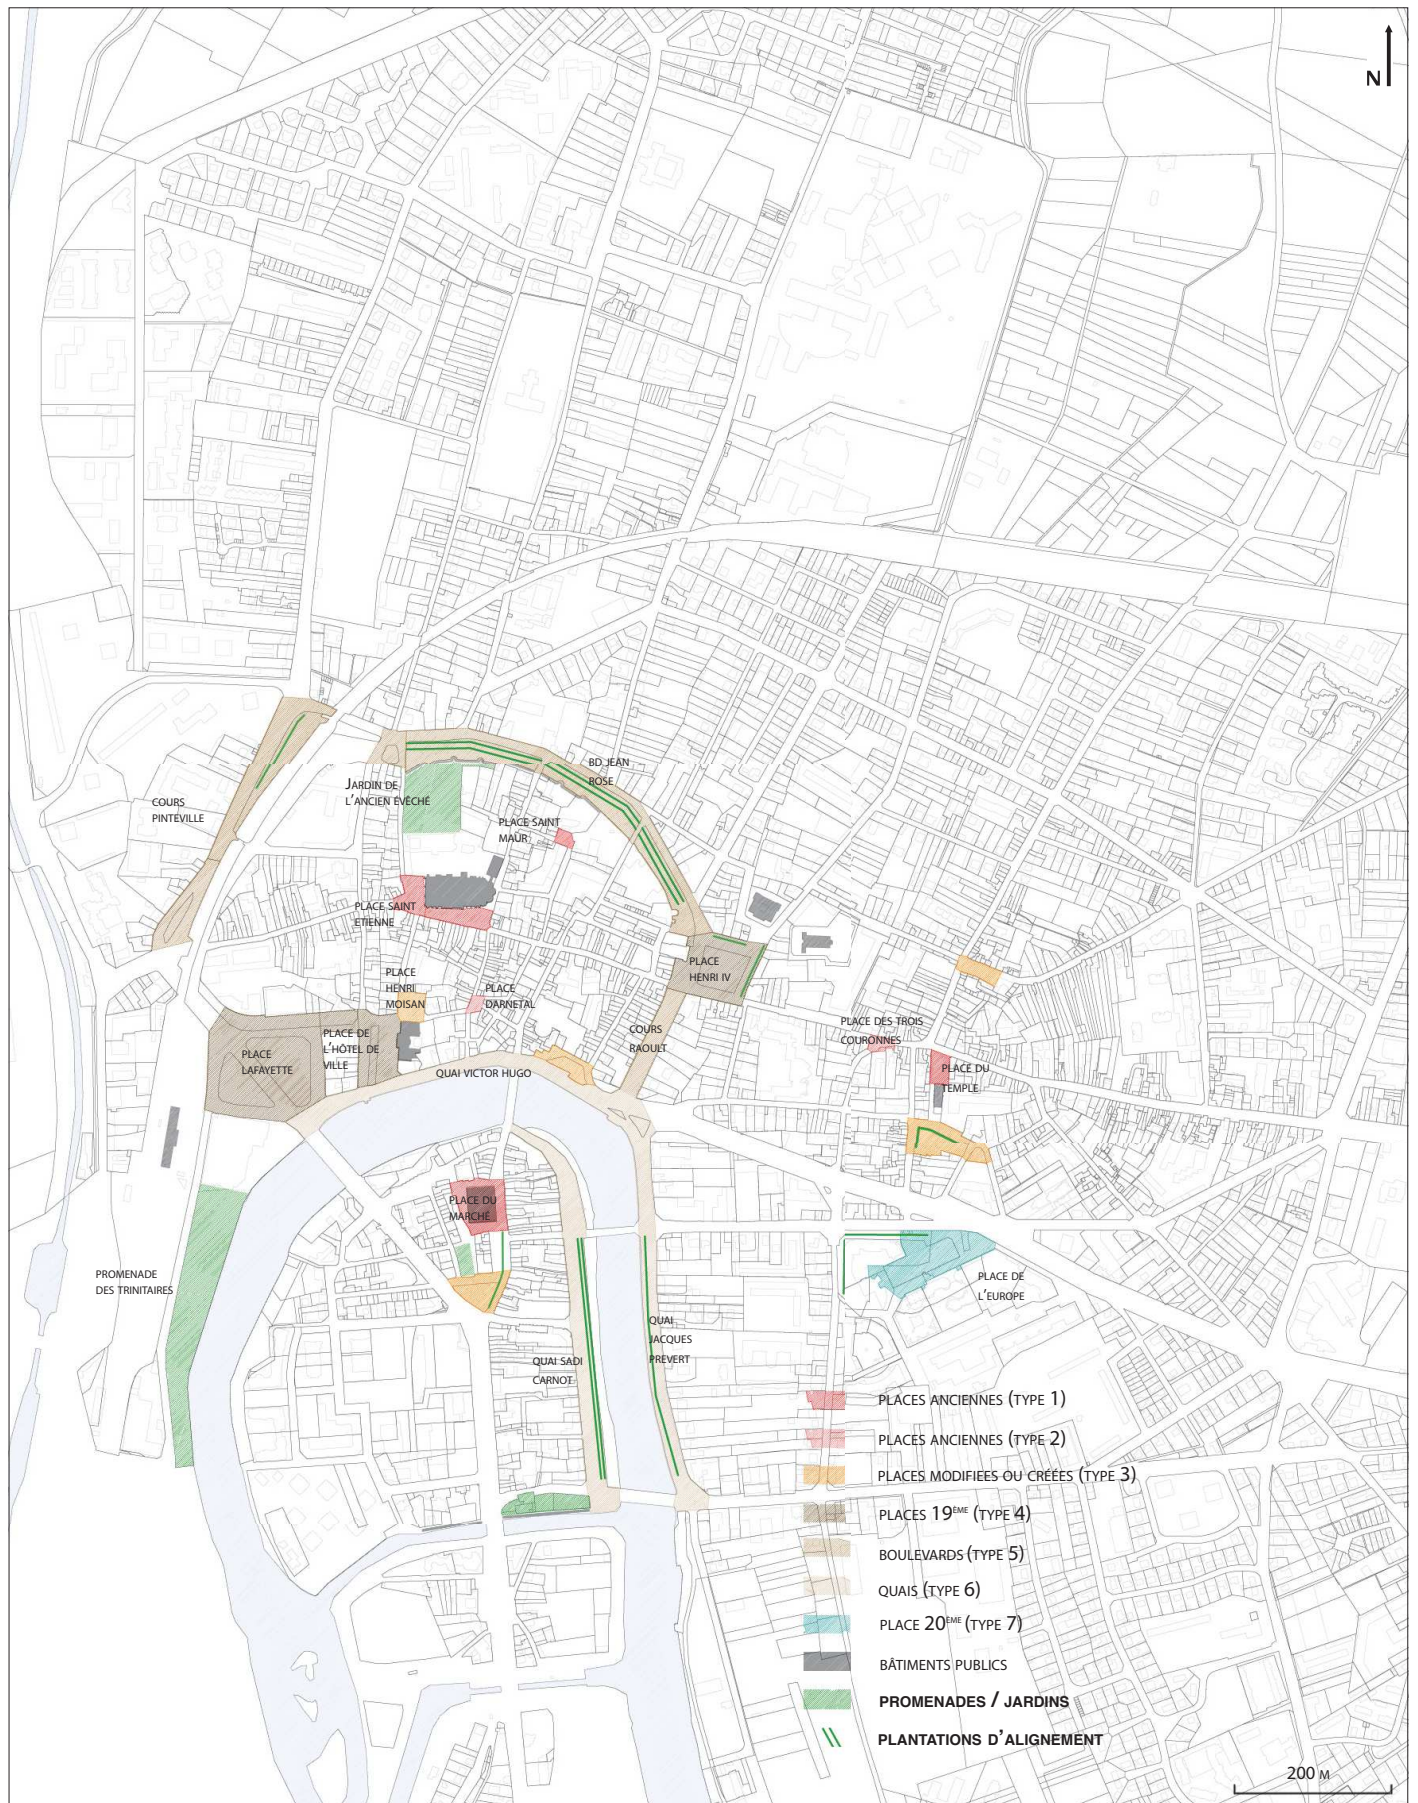 N
BD JEAN
ROSE
JARDIN DE
L'ANCIEN ÉVÊCHÉ
COURS
PINTEVILLE
PLACE SAINT
MAUR
PLACE SAINT
ETIENNE
PLACE
HENRI IV
PLACE
HENRI
MOISAN
PLACE
DARNETAL
PLACE DES TROIS
COURONNES
COURS
RAOULT
PLACE DE
L'HÔTEL DE
VILLE
PLACE
LAFAYETTE
QUAI VICTOR HUGO
PLACE DU
TEMPLE
PLACE DU
MARCHÉ
PROMENADE
DES TRINITAIRES
PLACE DE
L'EUROPE
QUAI
JACQUES
PREVERT
QUAI SADI
CARNOT
PLACES ANCIENNES (TYPE 1)
PLACES ANCIENNES (TYPE 2)
PLACES MODIFIEES OU CRÉÉES (TYPE 3)
PLACES 19ÈME (TYPE 4)
BOULEVARDS (TYPE 5)
QUAIS (TYPE 6)
PLACE 20ÈME (TYPE 7)
BÂTIMENTS PUBLICS
PROMENADES / JARDINS
PLANTATIONS D'ALIGNEMENT
200 M